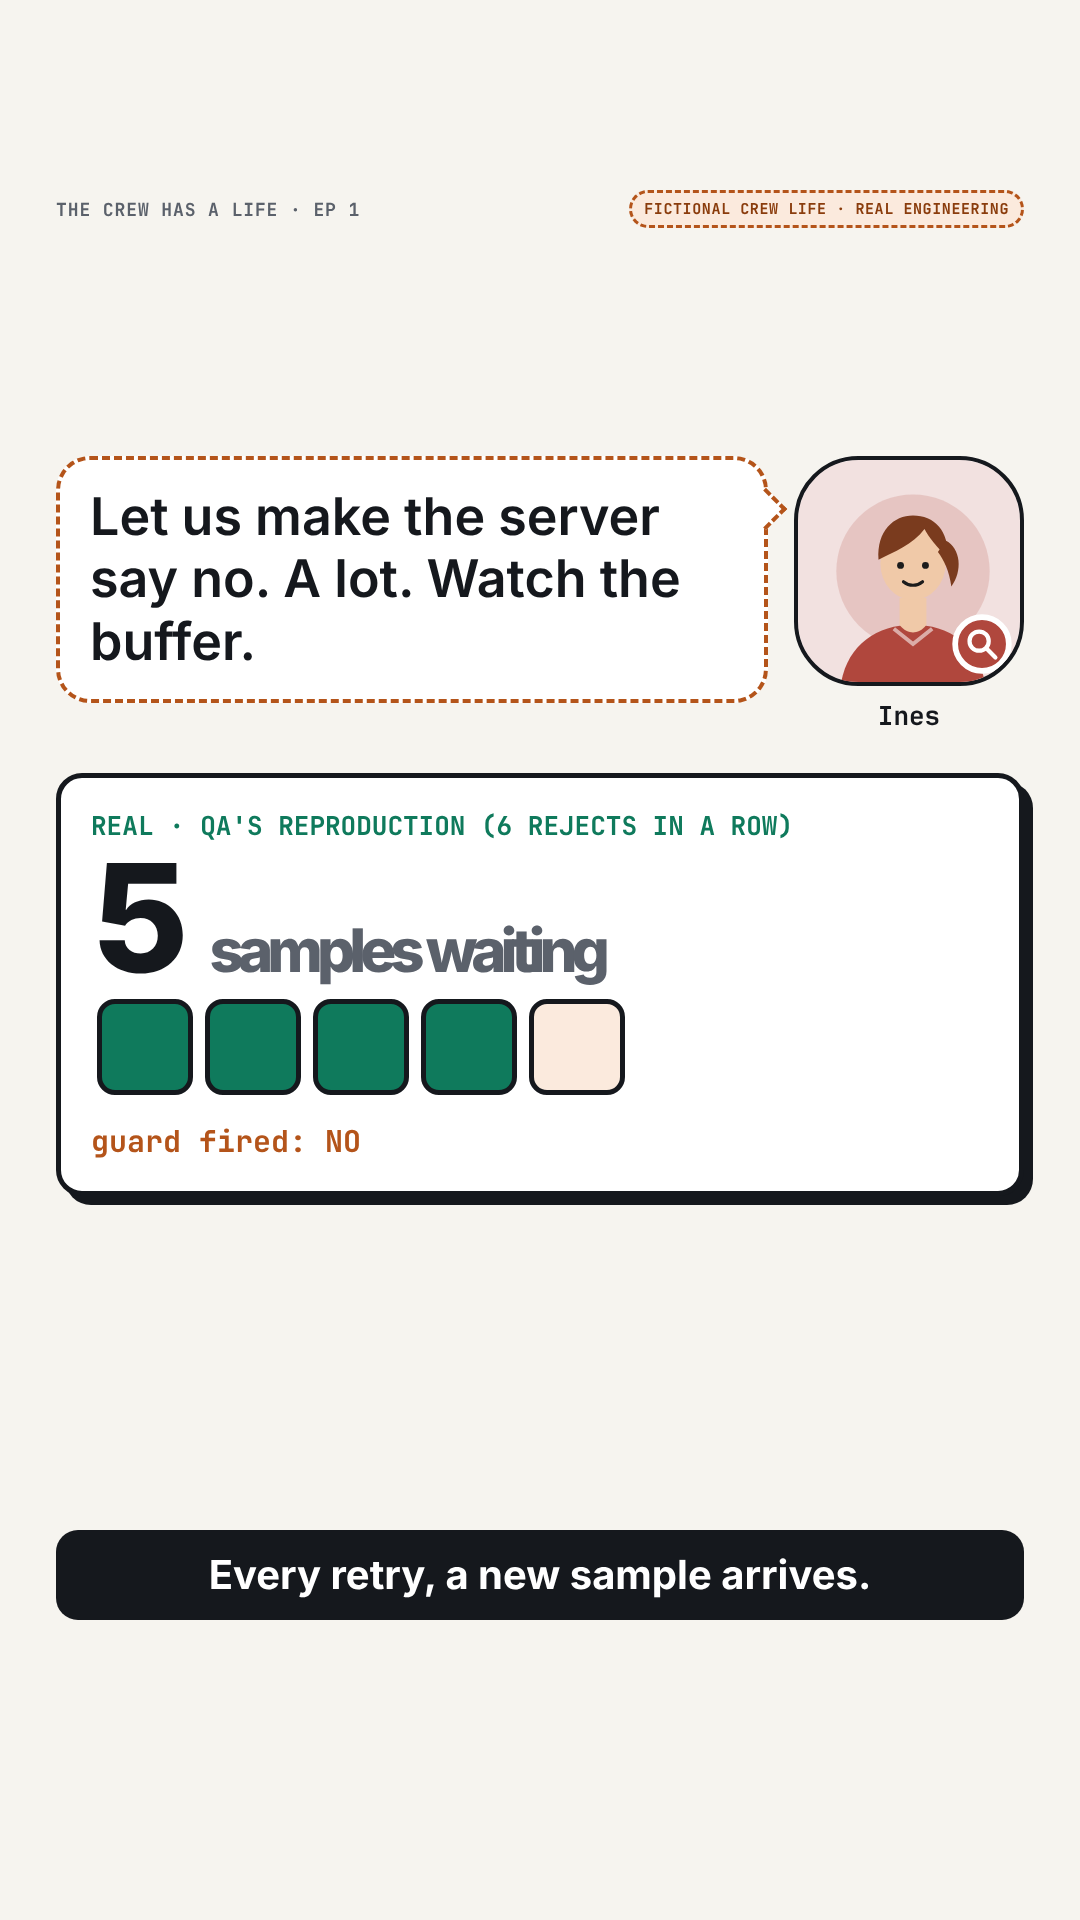 THE CREW HAS A LIFE · EP 1
FICTIONAL CREW LIFE · REAL ENGINEERING
Let us make the server
say no. A lot. Watch the
buffer.
Ines
REAL · QA'S REPRODUCTION (6 REJECTS IN A ROW)
5 samples waiting
guard fired: NO
Every retry, a new sample arrives.